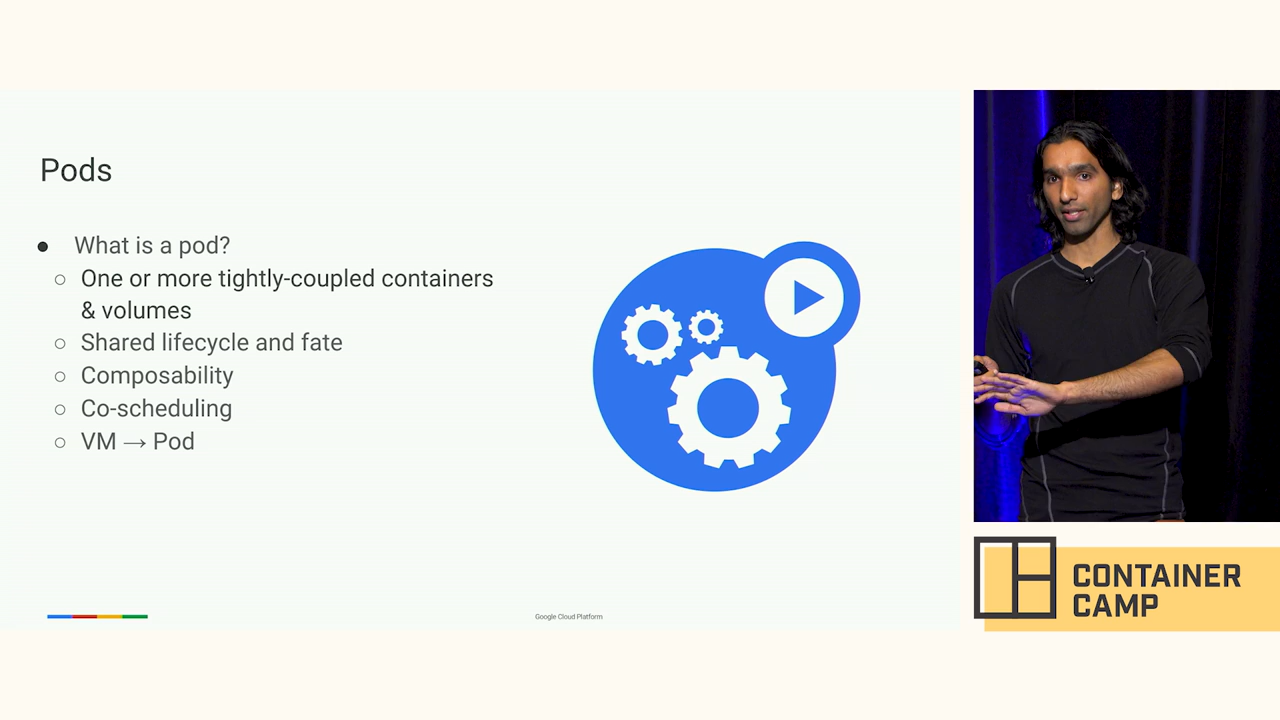 Pods
● What is a pod?
○ One or more tightly-coupled containers
& volumes
○ Shared lifecycle and fate
○ Composability
○ Co-scheduling
○ VM → Pod
Google Cloud Platform
CONTAINER
CAMP